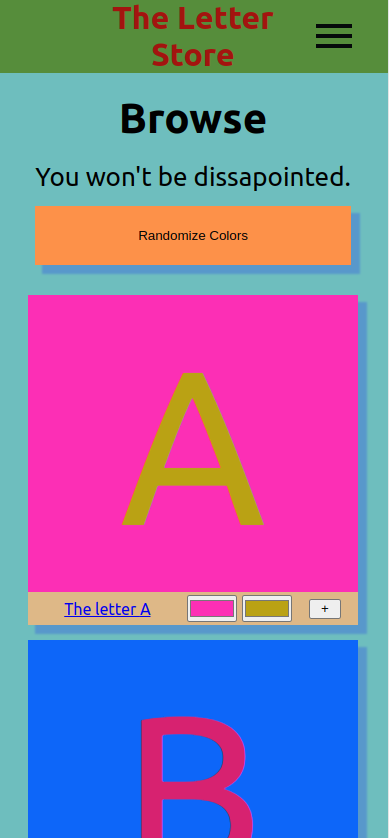 The Letter
Store
Browse
You won't be dissapointed.
Randomize Colors
A
The letter A
+
B